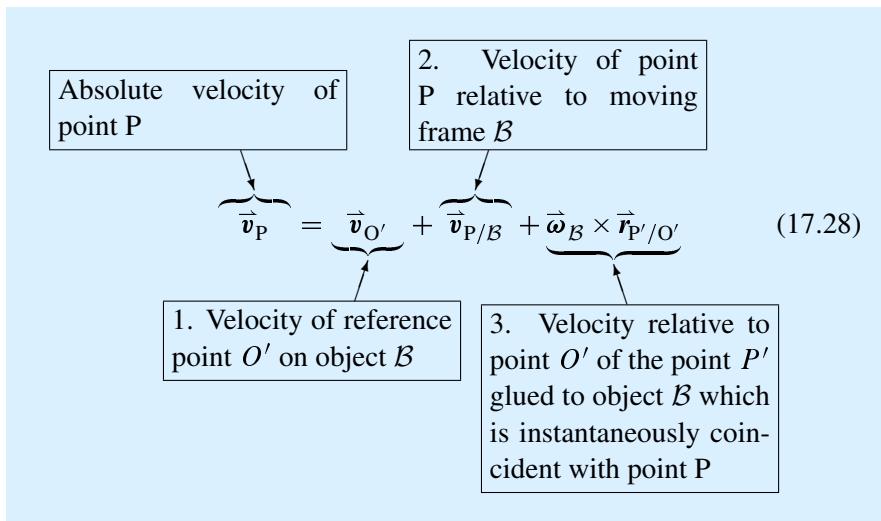 Absolute velocity of
point P
2. Velocity of point
P relative to moving
frame ℬ
v⃗_P = v⃗_O′ + v⃗_P/ℬ + ω⃗_ℬ × r⃗_P′/O′ (17.28)
1. Velocity of reference
point O′ on object ℬ
3. Velocity relative to
point O′ of the point P′
glued to object ℬ which
is instantaneously coin-
cident with point P